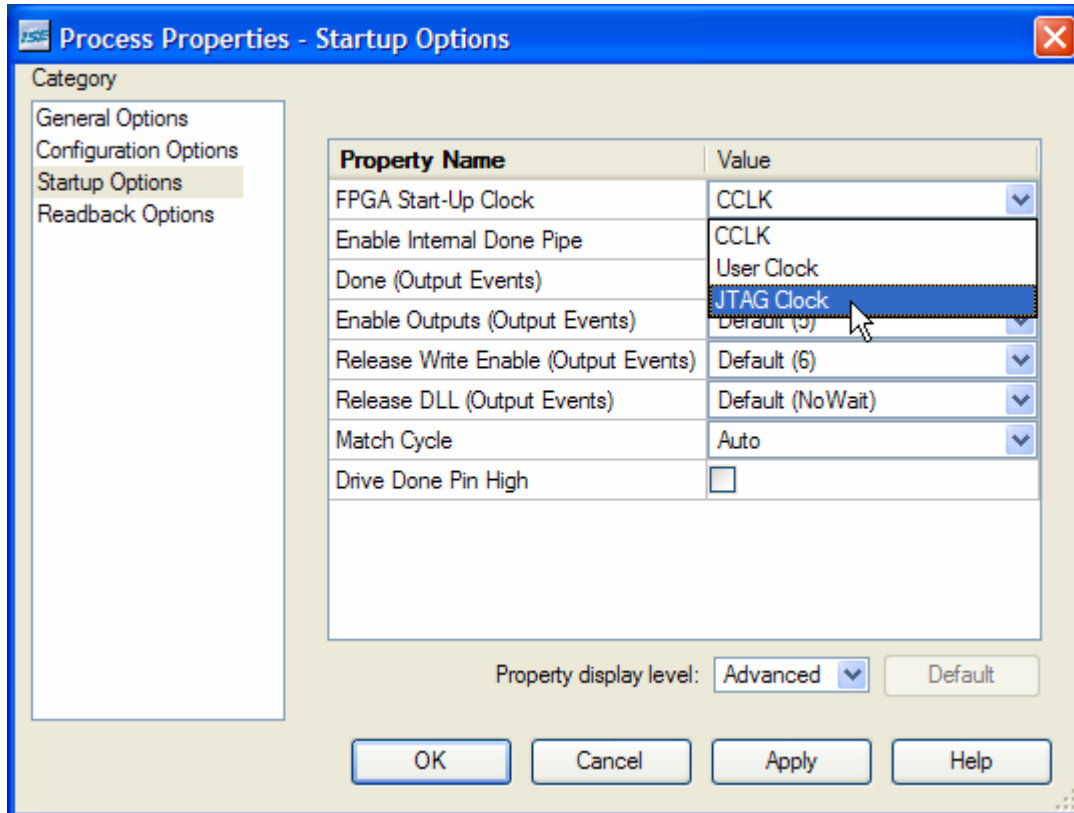 ISE Process Properties - Startup Options
Category
General Options
Configuration Options
Startup Options
Readback Options
Property Name Value
FPGA Start-Up Clock CCLK
CCLK
User Clock
JTAG Clock
Enable Internal Done Pipe
Done (Output Events)
Enable Outputs (Output Events) Default (5)
Release Write Enable (Output Events) Default (6)
Release DLL (Output Events) Default (NoWait)
Match Cycle Auto
Drive Done Pin High
Property display level: Advanced Default
OK Cancel Apply Help